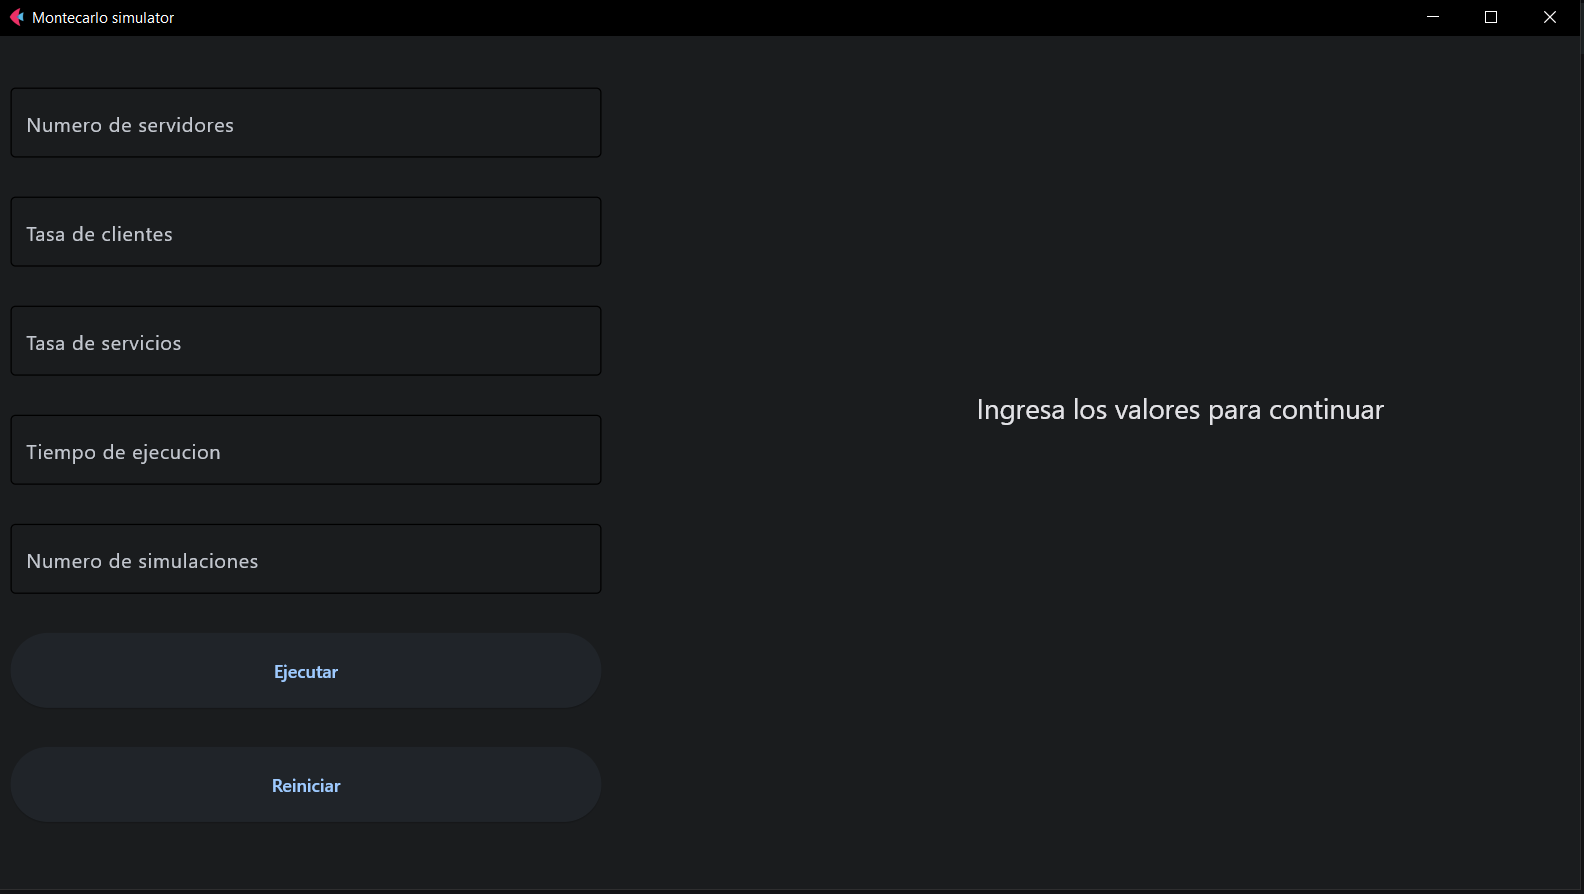 Montecarlo simulator
Numero de servidores
Tasa de clientes
Tasa de servicios
Tiempo de ejecucion
Numero de simulaciones
Ejecutar
Reiniciar
Ingresa los valores para continuar